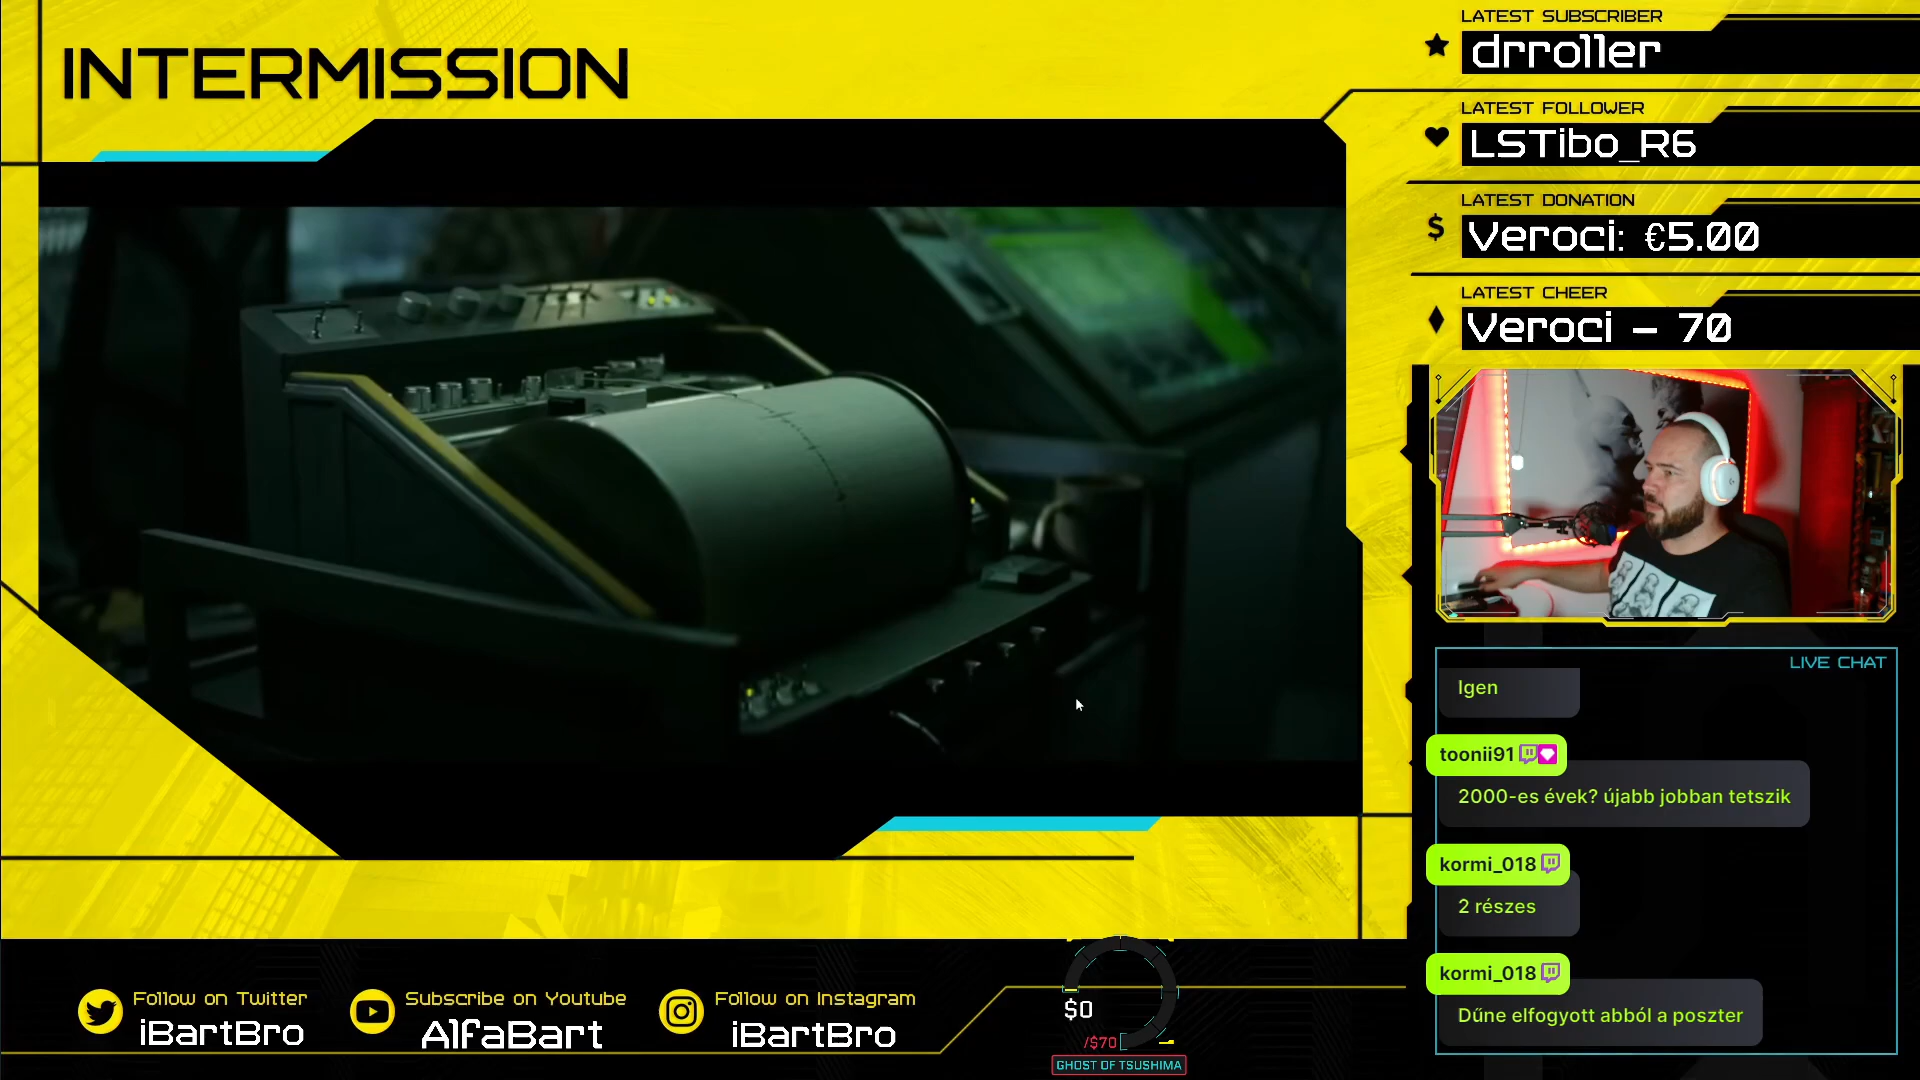 INTERMISSION
LATEST SUBSCRIBER
drroller
LATEST FOLLOWER
LSTibo_R6
LATEST DONATION
$
Veroci: €5.00
LATEST CHEER
Veroci - 70
LIVE CHAT
Igen
toonii91
2000-es évek? újabb jobban tetszik
kormi_018
2 részes
kormi_018
Dűne elfogyott abból a poszter
Follow on Twitter
iBartBro
Subscribe on Youtube
AlfaBart
Follow on Instagram
iBartBro
$0
/$70
GHOST OF TSUSHIMA